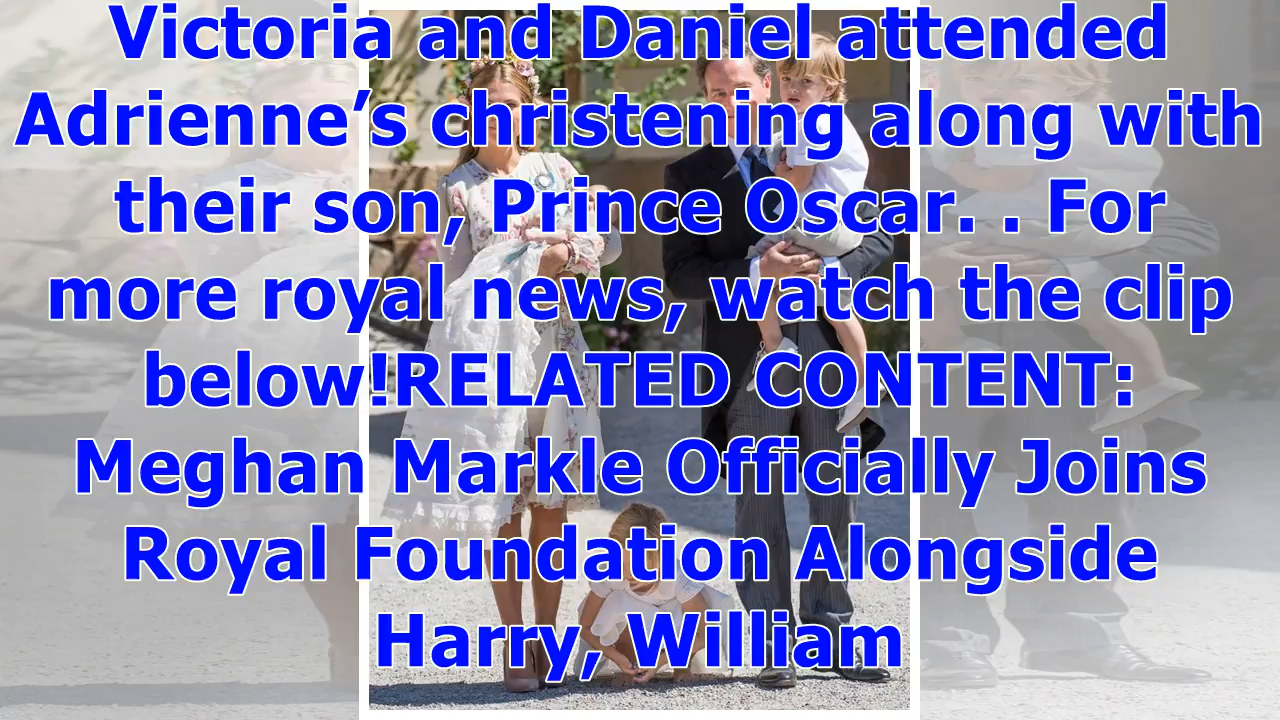 Victoria and Daniel attended
Adrienne’s christening along with
their son, Prince Oscar. . For
more royal news, watch the clip
below!RELATED CONTENT:
Meghan Markle Officially Joins
Royal Foundation Alongside
Harry, William